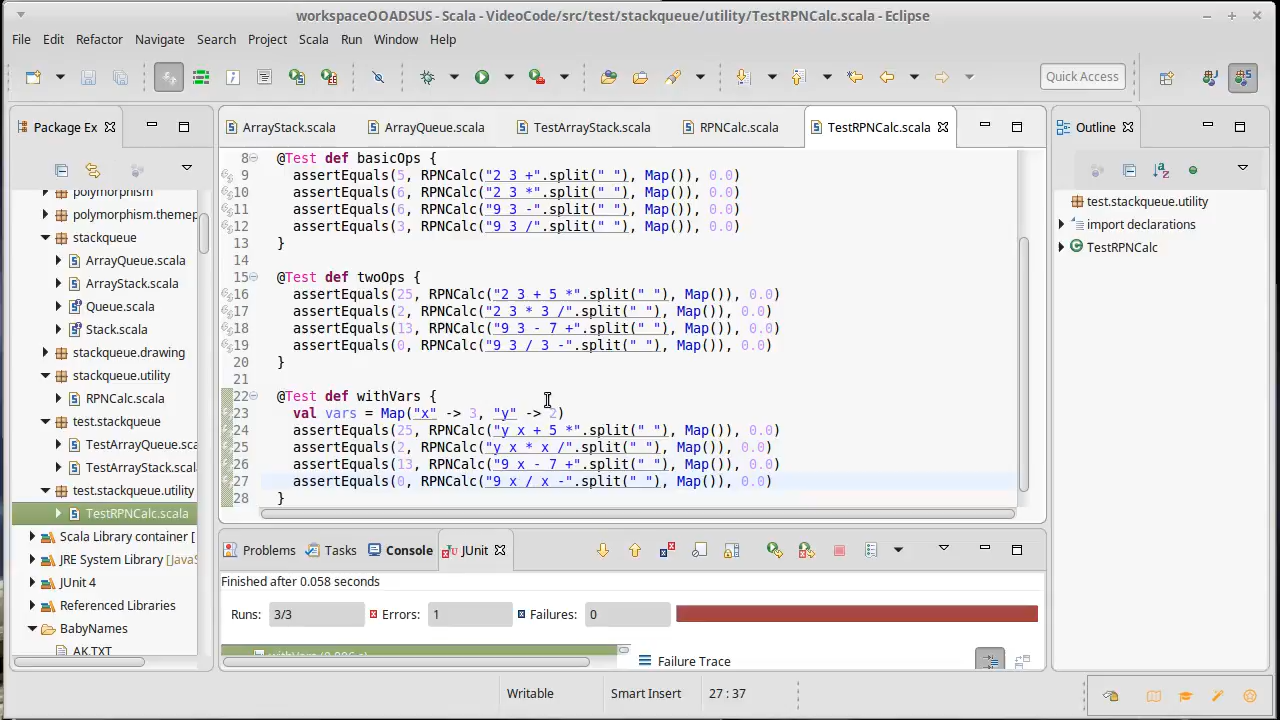 workspaceOOADSUS - Scala - VideoCode/src/test/stackqueue/utility/TestRPNCalc.scala - Eclipse
File Edit Refactor Navigate Search Project Scala Run Window Help
Quick Access
Package Ex
ArrayStack.scala ArrayQueue.scala TestArrayStack.scala RPNCalc.scala TestRPNCalc.scala
Outline
polymorphism
polymorphism.themep
stackqueue
ArrayQueue.scala
ArrayStack.scala
Queue.scala
Stack.scala
stackqueue.drawing
stackqueue.utility
RPNCalc.scala
test.stackqueue
TestArrayQueue.sca
TestArrayStack.scal
test.stackqueue.utility
TestRPNCalc.scala
Scala Library container [
JRE System Library [JavaS
JUnit 4
Referenced Libraries
BabyNames
AK.TXT
8 @Test def basicOps {
9 assertEquals(5, RPNCalc("2 3 +".split(" "), Map()), 0.0)
10 assertEquals(6, RPNCalc("2 3 *".split(" "), Map()), 0.0)
11 assertEquals(6, RPNCalc("9 3 -".split(" "), Map()), 0.0)
12 assertEquals(3, RPNCalc("9 3 /".split(" "), Map()), 0.0)
13 }
14
15 @Test def twoOps {
16 assertEquals(25, RPNCalc("2 3 + 5 *".split(" "), Map()), 0.0)
17 assertEquals(2, RPNCalc("2 3 * 3 /".split(" "), Map()), 0.0)
18 assertEquals(13, RPNCalc("9 3 - 7 +".split(" "), Map()), 0.0)
19 assertEquals(0, RPNCalc("9 3 / 3 -".split(" "), Map()), 0.0)
20 }
21
22 @Test def withVars {
23 val vars = Map("x" -> 3, "y" -> 2)
24 assertEquals(25, RPNCalc("y x + 5 *".split(" "), Map()), 0.0)
25 assertEquals(2, RPNCalc("y x * x /".split(" "), Map()), 0.0)
26 assertEquals(13, RPNCalc("9 x - 7 +".split(" "), Map()), 0.0)
27 assertEquals(0, RPNCalc("9 x / x -".split(" "), Map()), 0.0)
28 }
test.stackqueue.utility
import declarations
TestRPNCalc
Problems Tasks Console JUnit
Finished after 0.058 seconds
Runs: 3/3 Errors: 1 Failures: 0
Failure Trace
Writable Smart Insert 27 : 37